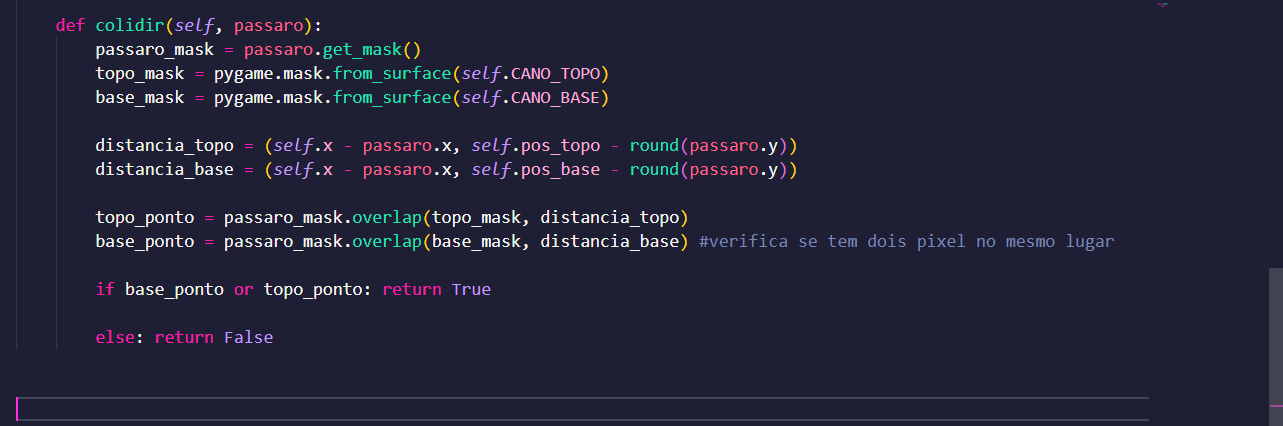 def colidir(self, passaro):
passaro_mask = passaro.get_mask()
topo_mask = pygame.mask.from_surface(self.CANO_TOPO)
base_mask = pygame.mask.from_surface(self.CANO_BASE)
distancia_topo = (self.x - passaro.x, self.pos_topo - round(passaro.y))
distancia_base = (self.x - passaro.x, self.pos_base - round(passaro.y))
topo_ponto = passaro_mask.overlap(topo_mask, distancia_topo)
base_ponto = passaro_mask.overlap(base_mask, distancia_base) #verifica se tem dois pixel no mesmo lugar
if base_ponto or topo_ponto: return True
else: return False